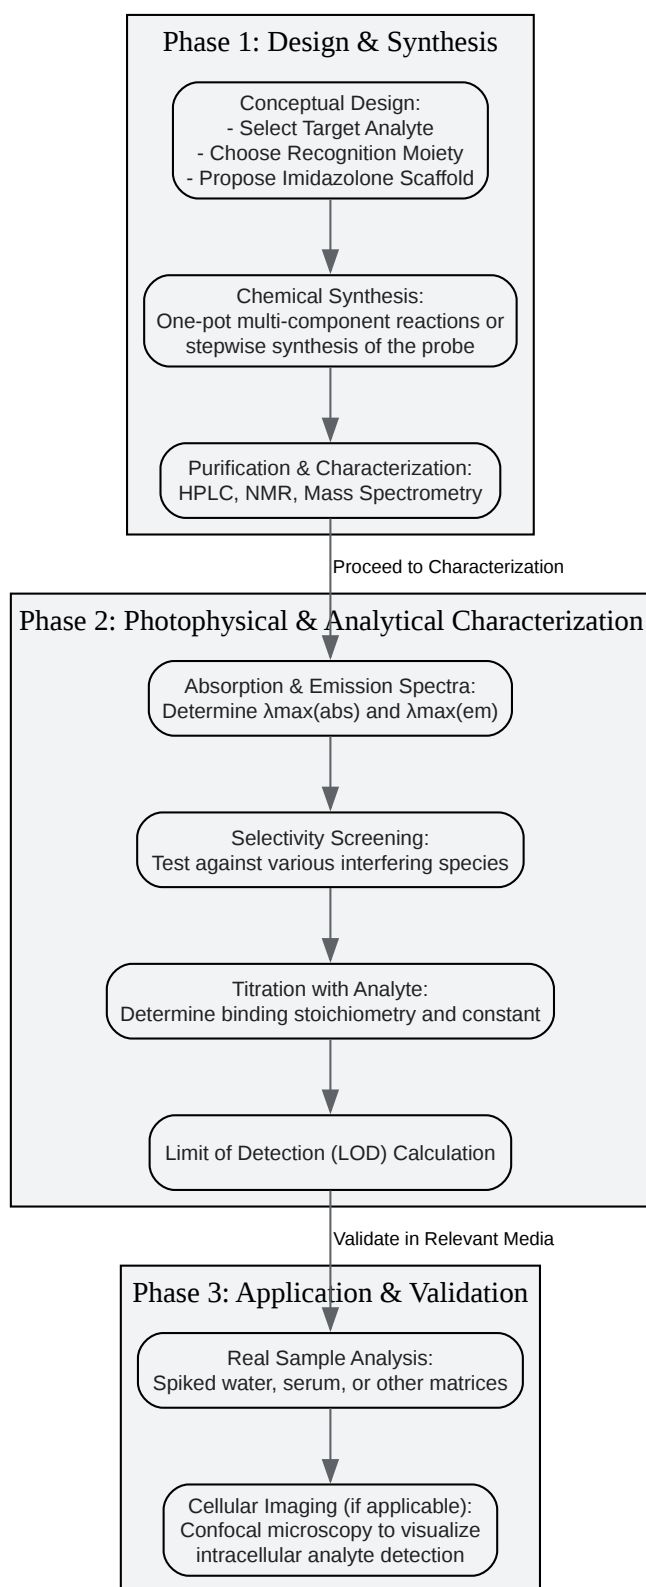 Phase 1: Design & Synthesis
Conceptual Design:
- Select Target Analyte
- Choose Recognition Moiety
- Propose Imidazolone Scaffold
Chemical Synthesis:
One-pot multi-component reactions or
stepwise synthesis of the probe
Purification & Characterization:
HPLC, NMR, Mass Spectrometry
Proceed to Characterization
Phase 2: Photophysical & Analytical Characterization
Absorption & Emission Spectra:
Determine λmax(abs) and λmax(em)
Selectivity Screening:
Test against various interfering species
Titration with Analyte:
Determine binding stoichiometry and constant
Limit of Detection (LOD) Calculation
Validate in Relevant Media
Phase 3: Application & Validation
Real Sample Analysis:
Spiked water, serum, or other matrices
Cellular Imaging (if applicable):
Confocal microscopy to visualize
intracellular analyte detection